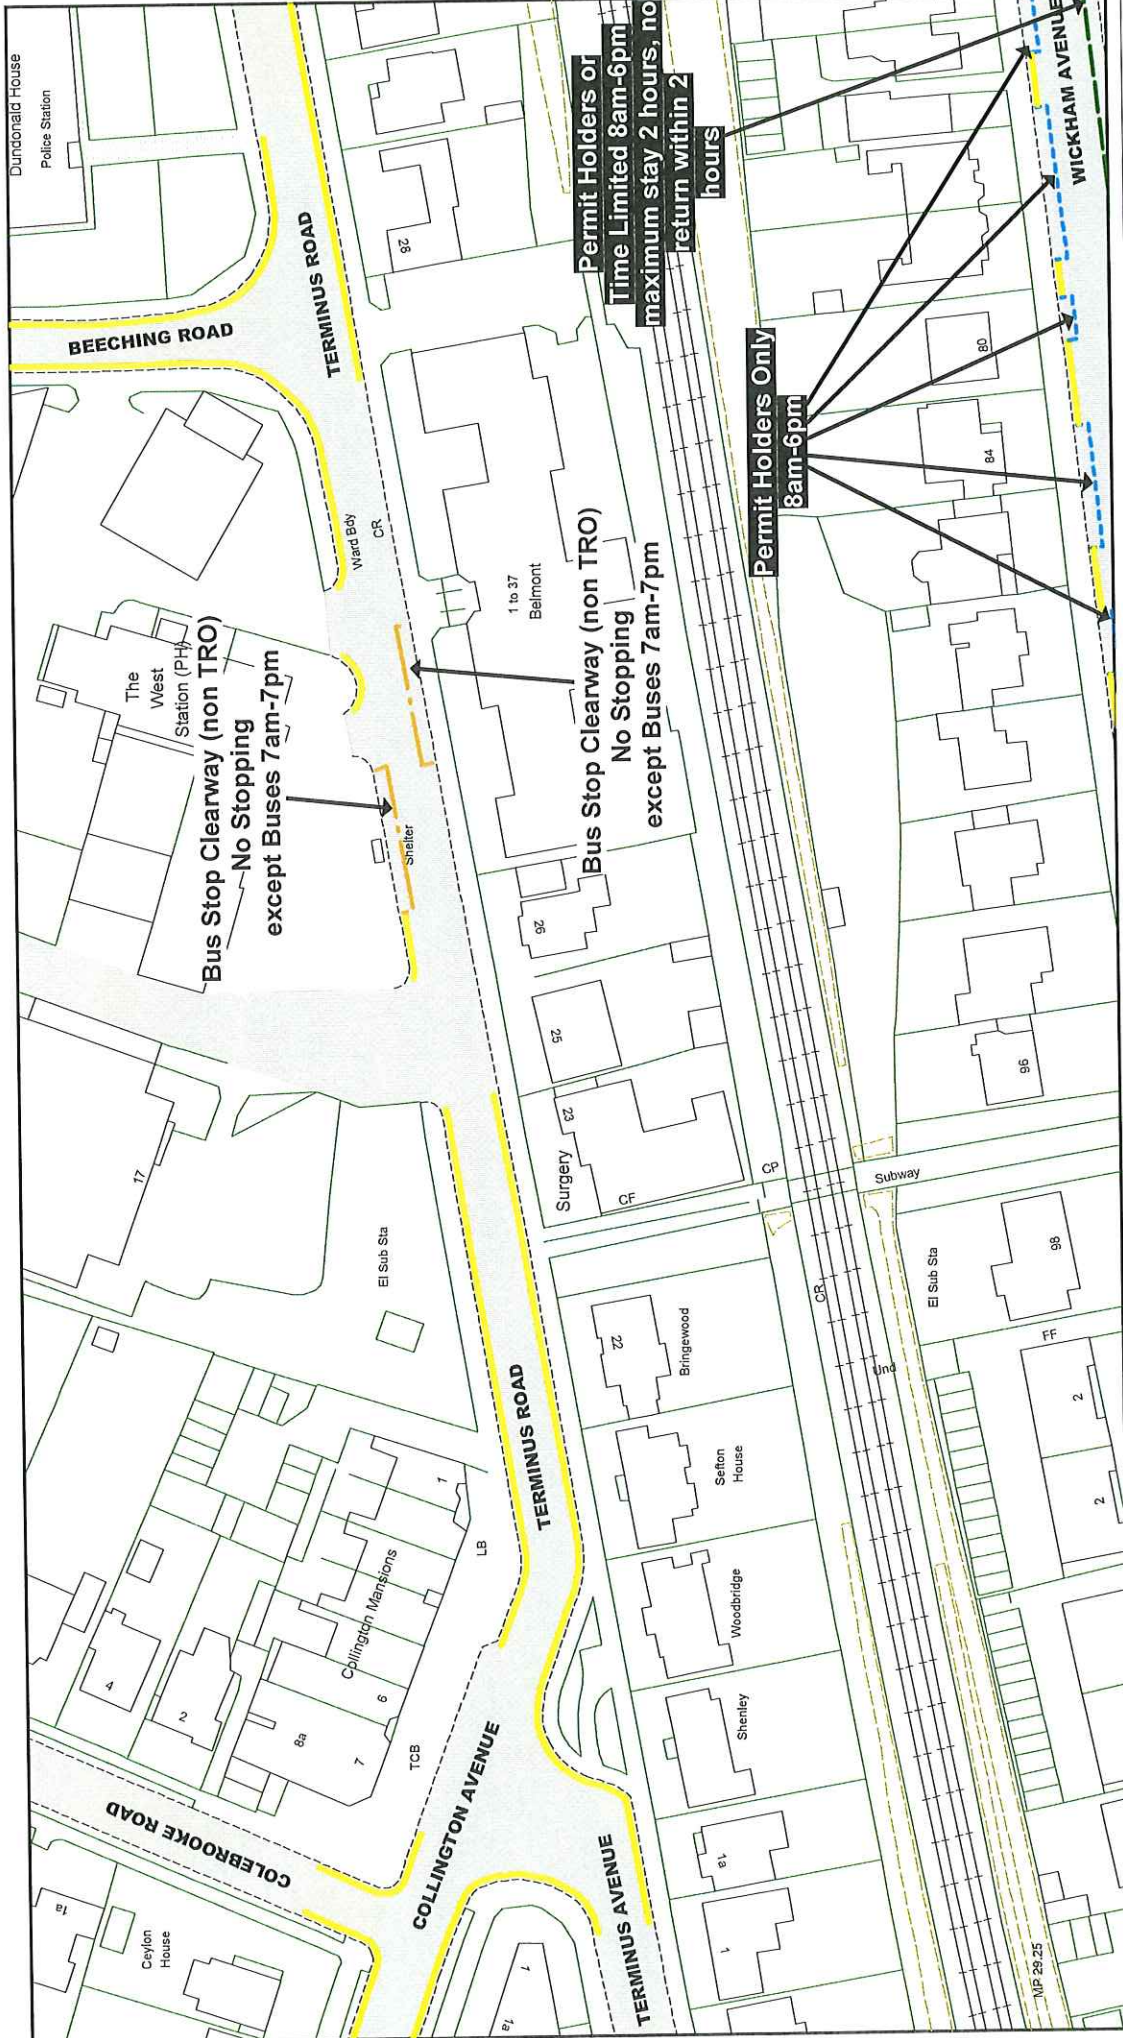 Dundonald House
Police Station
BEECHING ROAD
TERMINUS ROAD
28
Permit Holders or
Time Limited 8am-6pm
maximum stay 2 hours, no
return within 2
hours
WICKHAM AVENUE
Permit Holders Only
8am-6pm
80
84
Ward Bdy
CR
1 to 37
Belmont
The
West
Station (PH)
Bus Stop Clearway (non TRO)
No Stopping
except Buses 7am-7pm
Shelter
Bus Stop Clearway (non TRO)
No Stopping
except Buses 7am-7pm
26
25
23
Surgery
CF
CP
Subway
96
17
El Sub Sta
CR
Und
El Sub Sta
98
FF
2
2
22
Bringewood
TERMINUS ROAD
Sefton
House
LB
1
Collington Mansions
6
7
8a
4
2
TCB
Woodbridge
Shenley
COLEBROOKE ROAD
COLLINGTON AVENUE
TERMINUS AVENUE
1a
1
1a
Ceylon
House
1
1a
MP 29.25